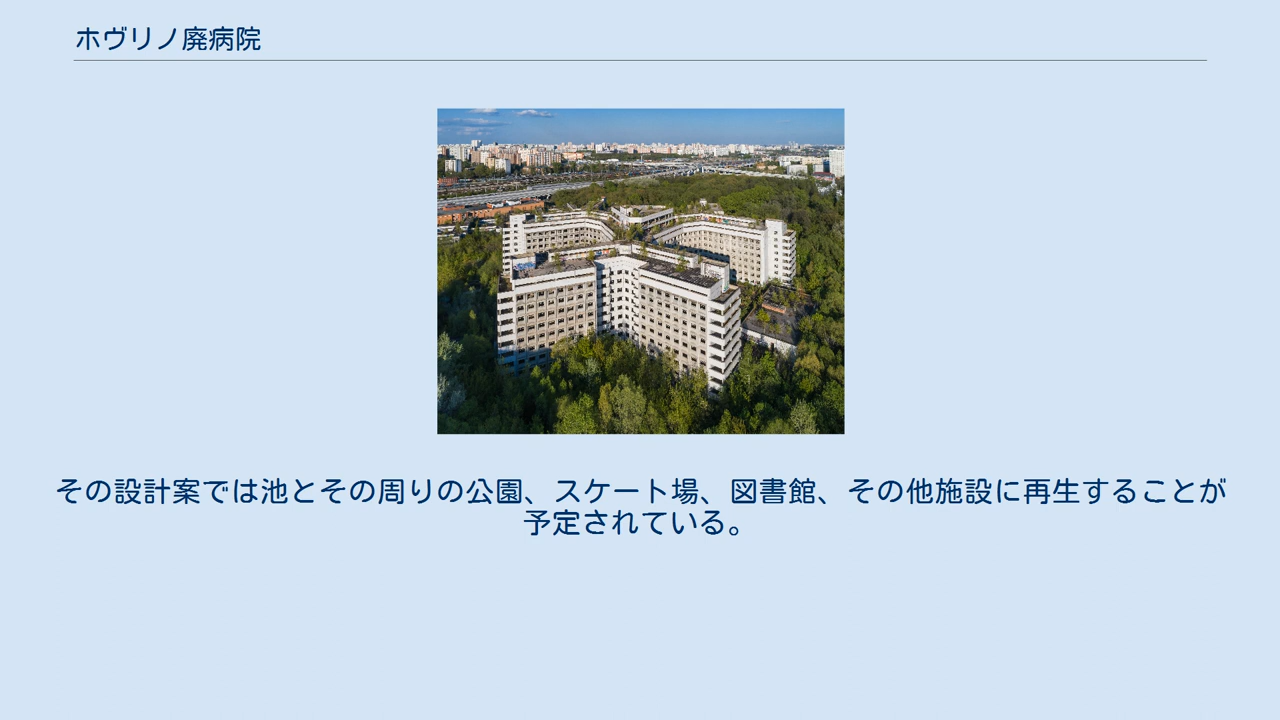 ホヴリノ廃病院
その設計案では池とその周りの公園、スケート場、図書館、その他施設に再生することが
予定されている。